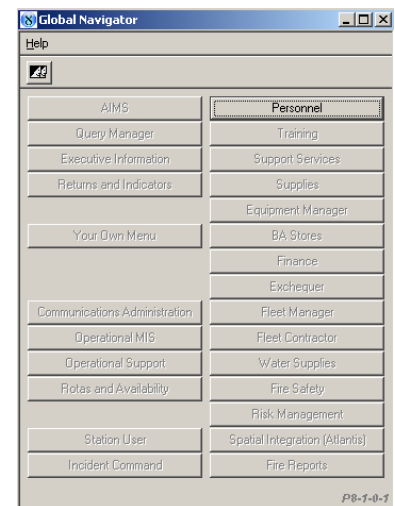 Global Navigator
Help
AIMS
Query Manager
Executive Information
Returns and Indicators
Your Own Menu
Communications Administration
Operational MIS
Operational Support
Rotas and Availability
Station User
Incident Command
Personnel
Training
Support Services
Supplies
Equipment Manager
BA Stores
Finance
Exchequer
Fleet Manager
Fleet Contractor
Water Supplies
Fire Safety
Risk Management
Spatial Integration (Atlantis)
Fire Reports
P8-1-0-1